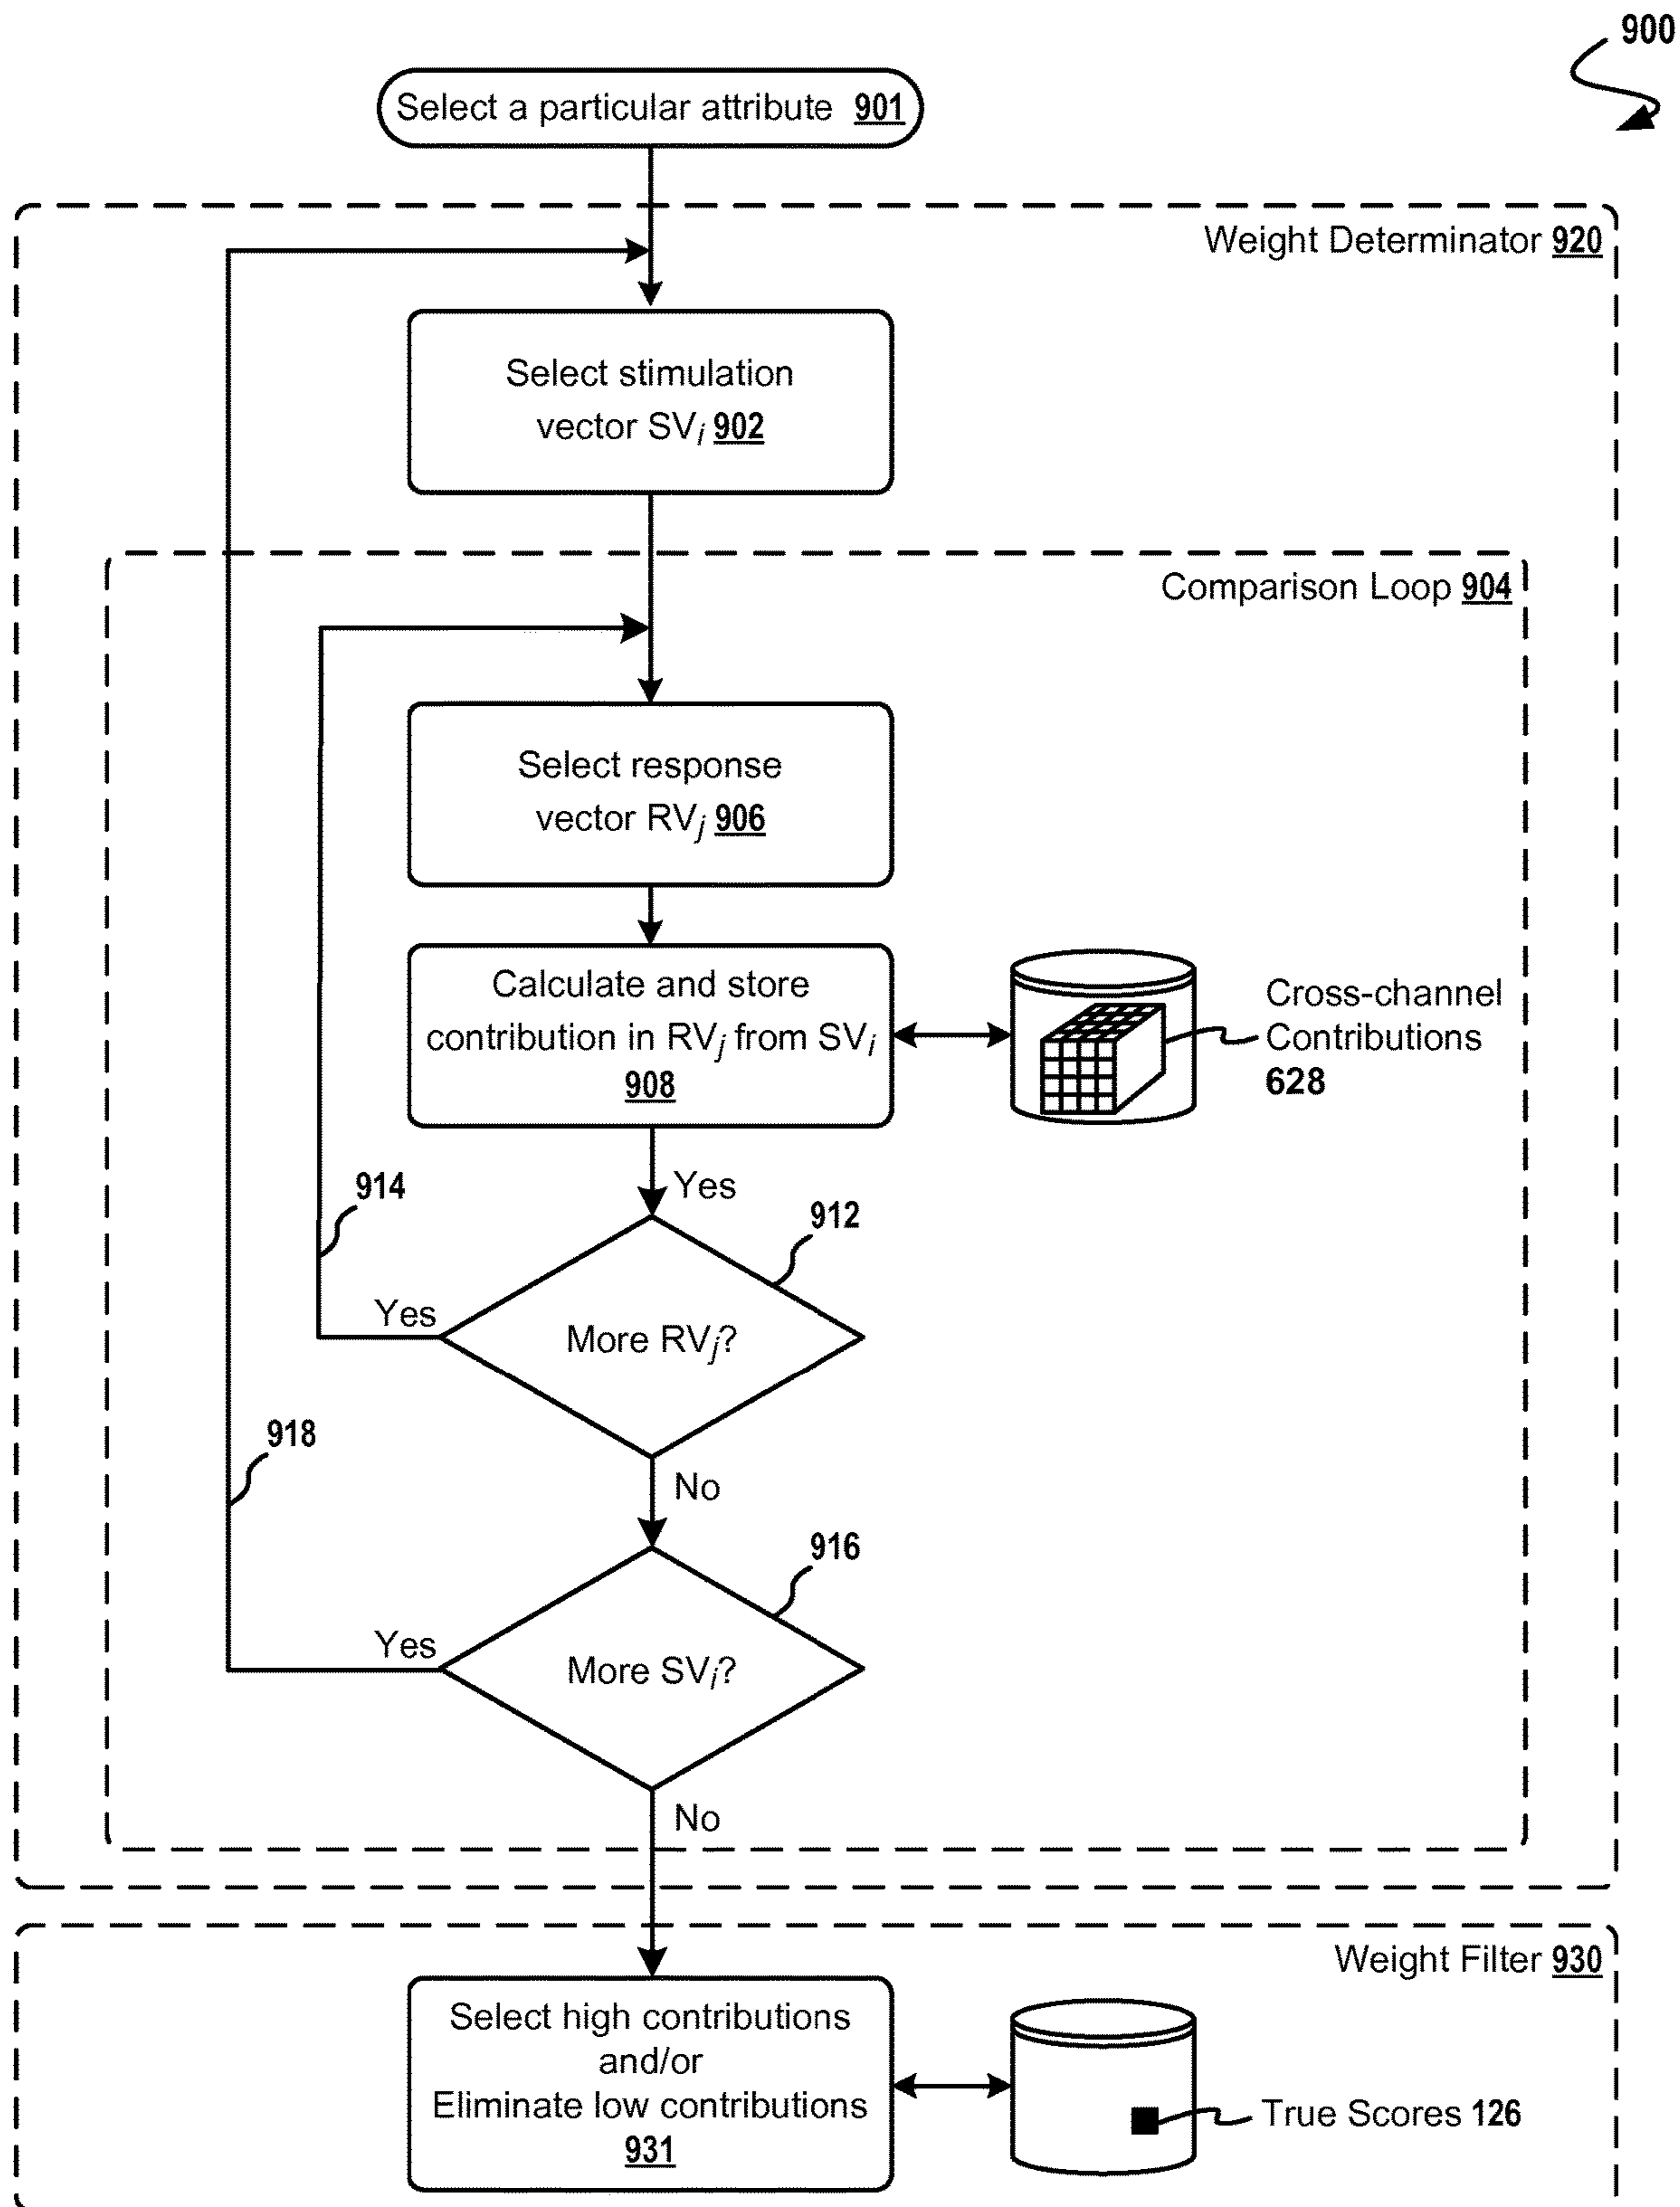 900
Select a particular attribute 901
Weight Determinator 920
Select stimulation
vector SVi 902
Comparison Loop 904
Select response
vector RVj 906
Calculate and store
contribution in RVj from SVi
908
Cross-channel
Contributions
628
Yes
914
912
Yes
More RVj?
918
No
916
Yes
More SVi?
No
Weight Filter 930
Select high contributions
and/or
Eliminate low contributions
931
True Scores 126